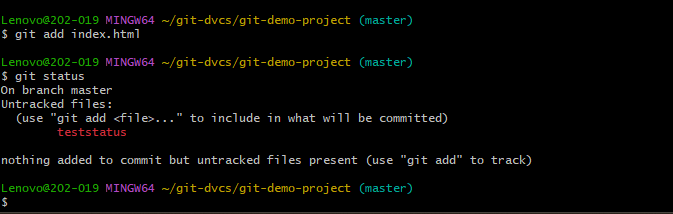 Lenovo@202-019 MINGW64 ~/git-dvcs/git-demo-project (master)
$ git add index.html
Lenovo@202-019 MINGW64 ~/git-dvcs/git-demo-project (master)
$ git status
On branch master
Untracked files:
  (use "git add <file>..." to include in what will be committed)
        teststatus
nothing added to commit but untracked files present (use "git add" to track)
Lenovo@202-019 MINGW64 ~/git-dvcs/git-demo-project (master)
$